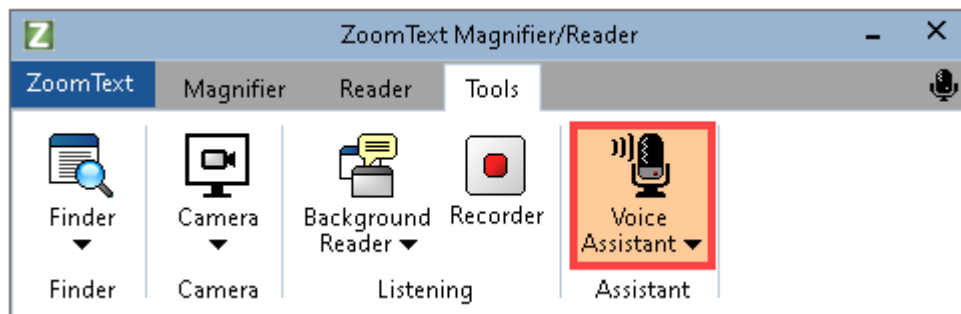 Z
ZoomText Magnifier/Reader
ZoomText Magnifier Reader Tools
Finder
Camera
Background
Reader
Recorder
Voice
Assistant
Finder Camera Listening Assistant